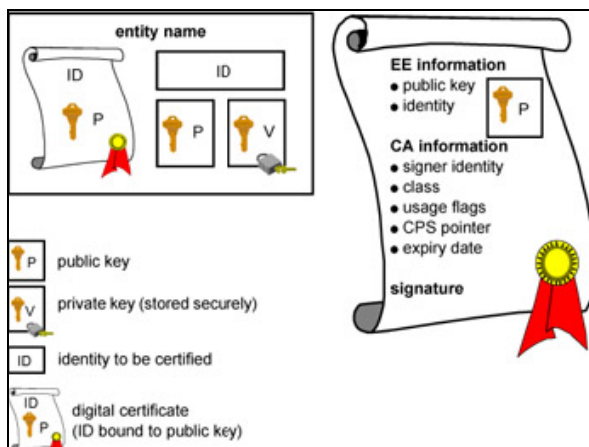 entity name
ID
P
ID
P
V
EE information
• public key
• identity
P
CA information
• signer identity
• class
• usage flags
• CPS pointer
• expiry date
signature
P
public key
V
private key (stored securely)
ID
identity to be certified
ID
P
digital certificate
(ID bound to public key)